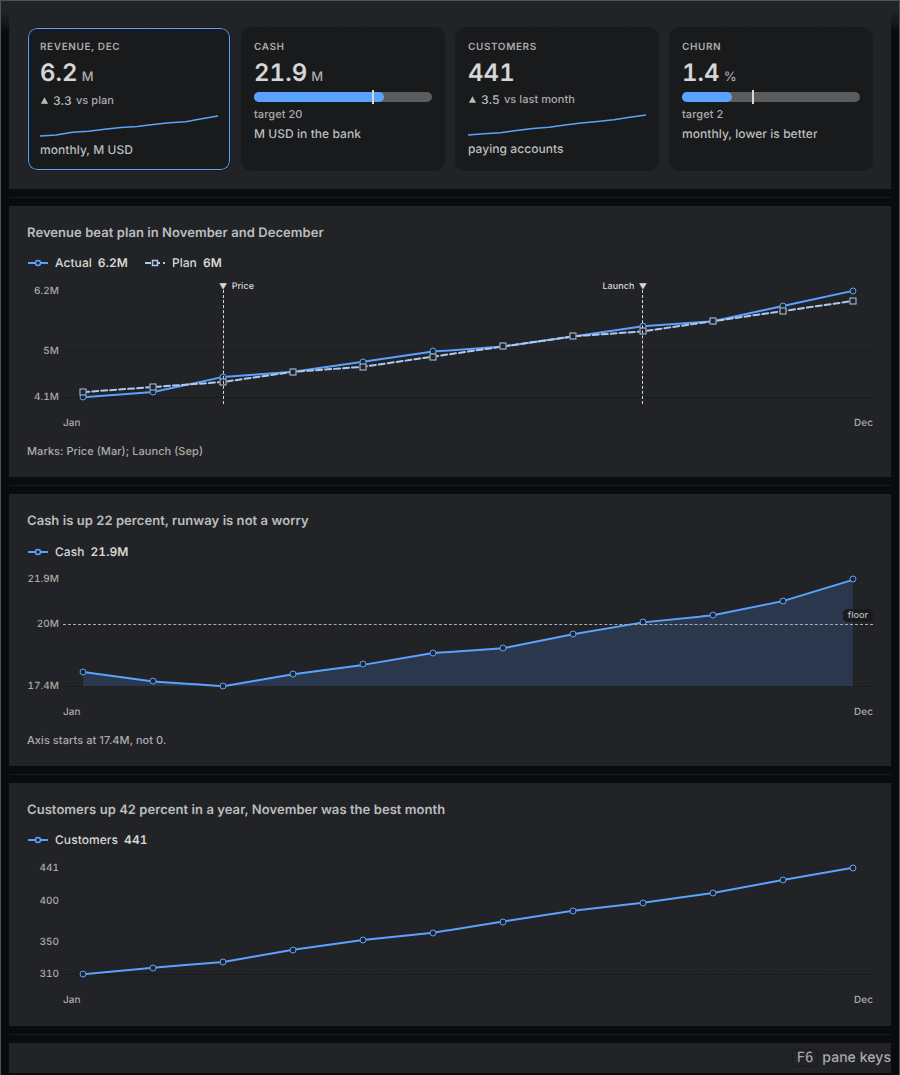 REVENUE, DEC
6.2 M
▲ 3.3 vs plan
monthly, M USD
CASH
21.9 M
target 20
M USD in the bank
CUSTOMERS
441
▲ 3.5 vs last month
paying accounts
CHURN
1.4 %
target 2
monthly, lower is better
Revenue beat plan in November and December
Actual 6.2M Plan 6M
Price Launch
6.2M
5M
4.1M
Jan Dec
Marks: Price (Mar); Launch (Sep)
Cash is up 22 percent, runway is not a worry
Cash 21.9M
21.9M
floor
20M
17.4M
Jan Dec
Axis starts at 17.4M, not 0.
Customers up 42 percent in a year, November was the best month
Customers 441
441
400
350
310
Jan Dec
F6 pane keys